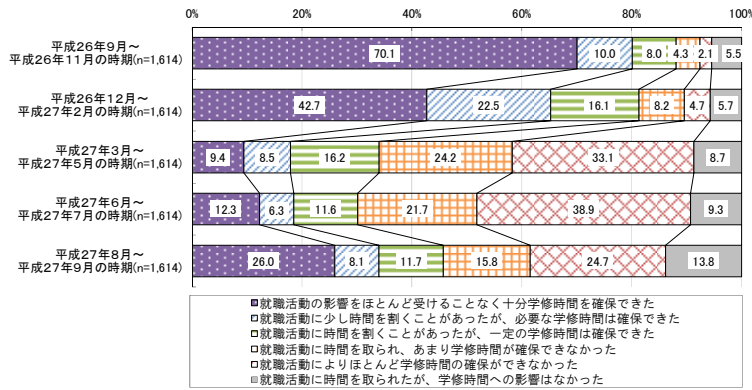 0% 20% 40% 60% 80% 100%
平成26年9月～
平成26年11月の時期(n=1,614)
70.1 10.0 8.0 4.3 2.1 5.5
平成26年12月～
平成27年2月の時期(n=1,614)
42.7 22.5 16.1 8.2 4.7 5.7
平成27年3月～
平成27年5月の時期(n=1,614)
9.4 8.5 16.2 24.2 33.1 8.7
平成27年6月～
平成27年7月の時期(n=1,614)
12.3 6.3 11.6 21.7 38.9 9.3
平成27年8月～
平成27年9月の時期(n=1,614)
26.0 8.1 11.7 15.8 24.7 13.8
就職活動の影響をほとんど受けることなく十分学修時間を確保できた
就職活動に少し時間を割くことがあったが、必要な学修時間は確保できた
就職活動に時間を割くことがあったが、一定の学修時間は確保できた
就職活動に時間を取られ、あまり学修時間が確保できなかった
就職活動によりほとんど学修時間の確保ができなかった
就職活動に時間を取られたが、学修時間への影響はなかった